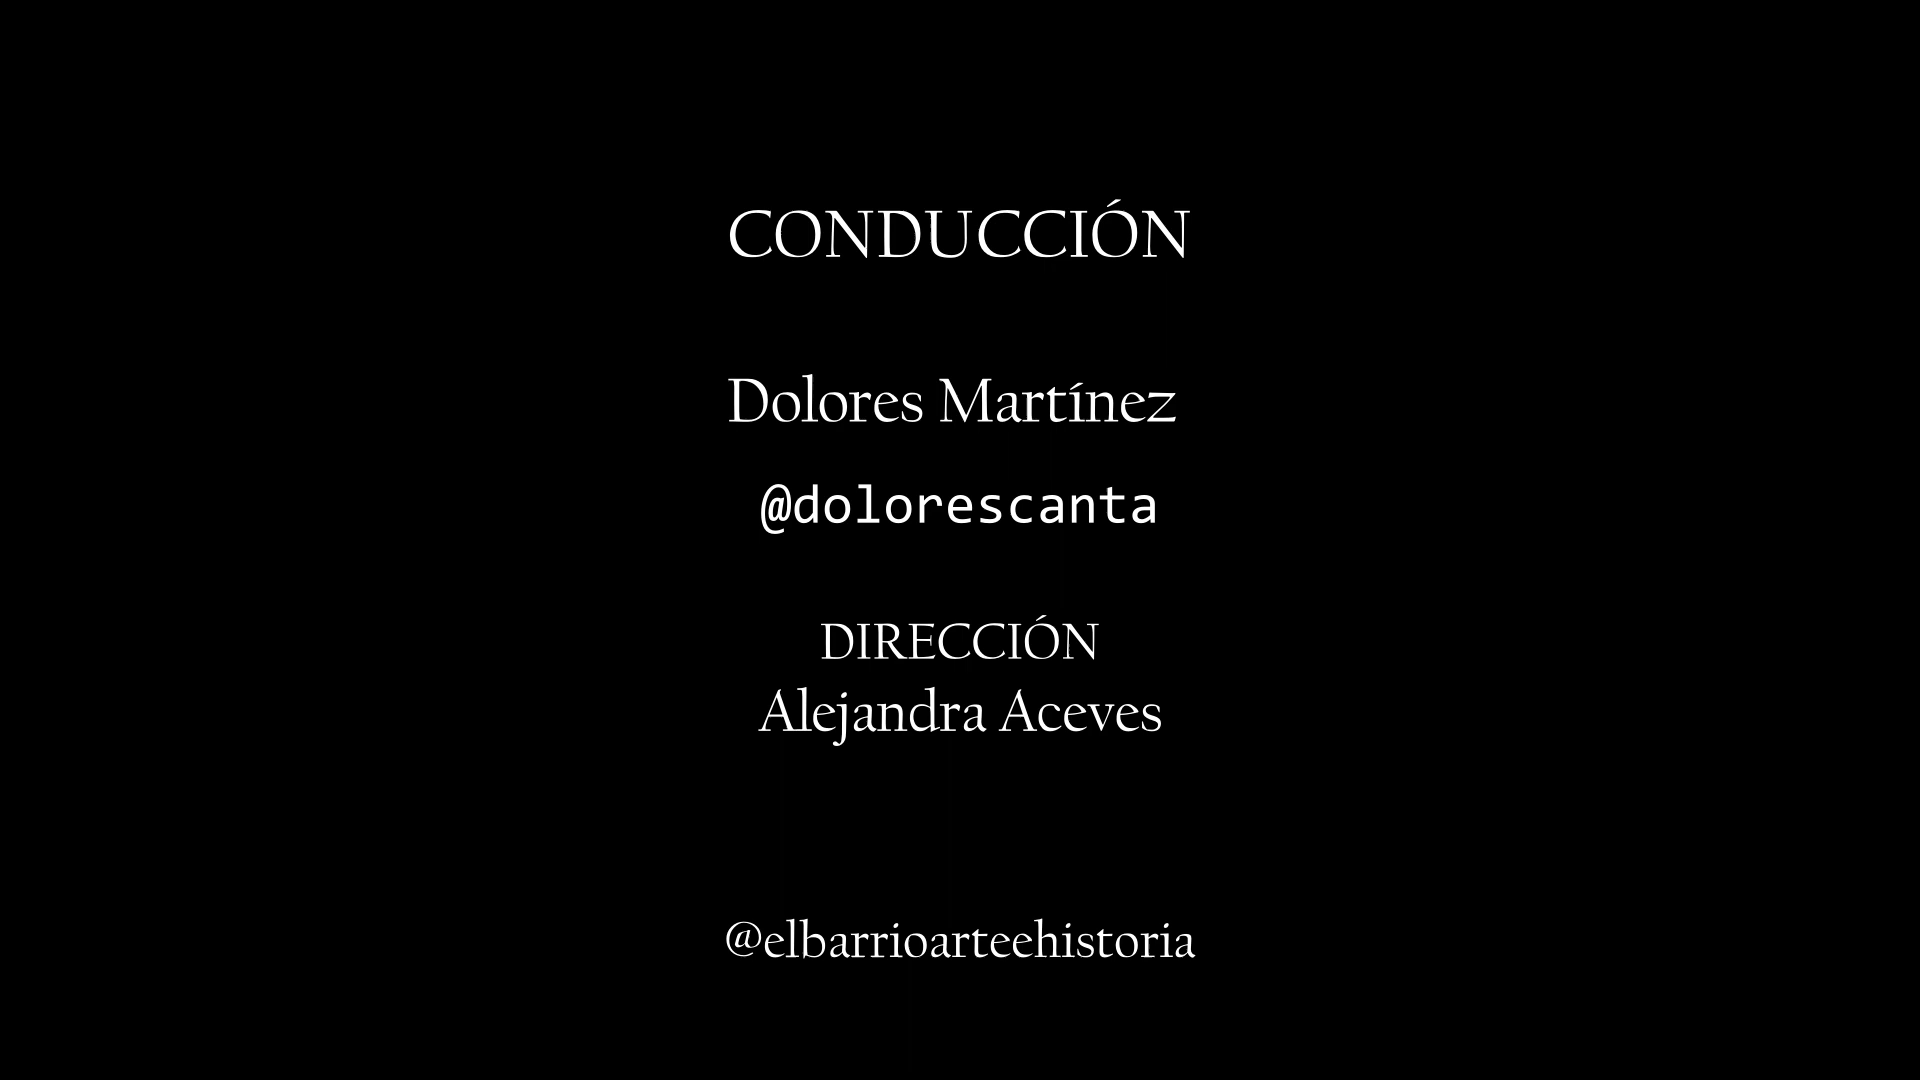 CONDUCCIÓN
Dolores Martínez
@dolorescanta
DIRECCIÓN
Alejandra Aceves
@elbarrioarteehistoria